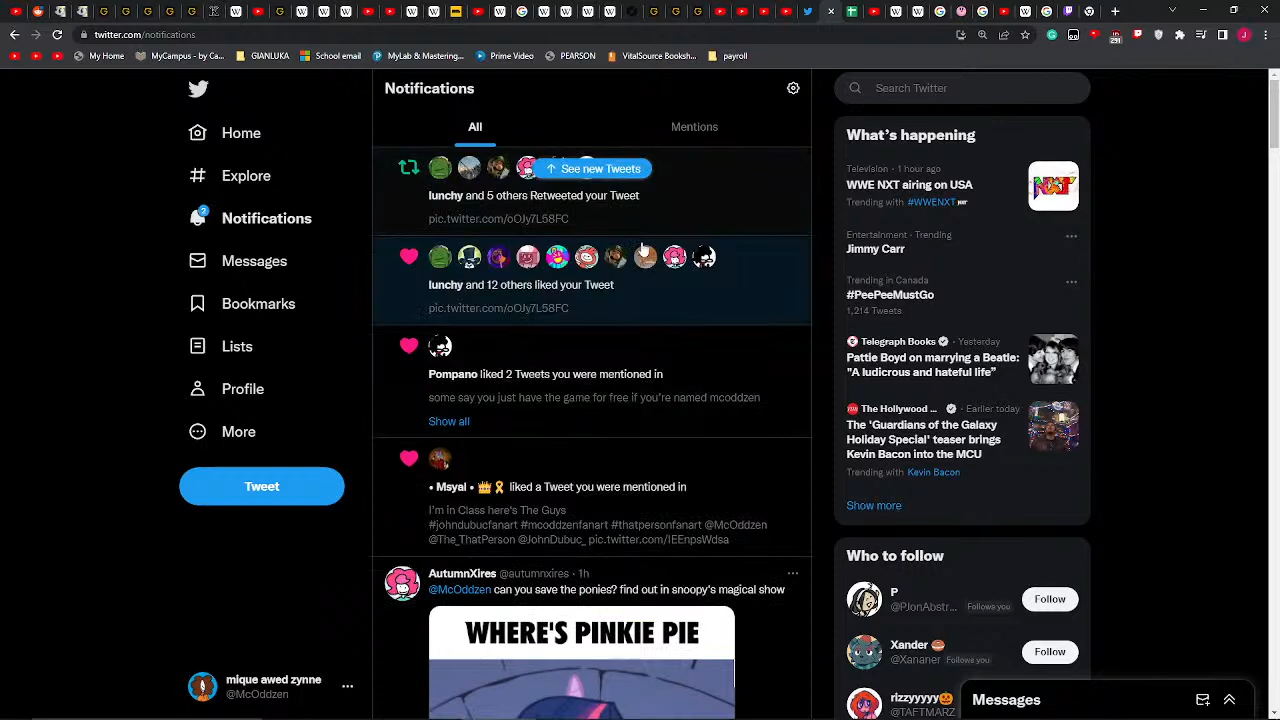 twitter.com/notifications
My Home
MyCampus - by Ca...
GIANLUKA
School email
MyLab & Mastering...
Prime Video
PEARSON
VitalSource Booksh...
payroll
Home
Explore
2
Notifications
Messages
Bookmarks
Lists
Profile
More
Tweet
mique awed zynne
@McOddzen
Notifications
All
Mentions
See new Tweets
lunchy and 5 others Retweeted your Tweet
pic.twitter.com/oOJy7L58FC
lunchy and 12 others liked your Tweet
pic.twitter.com/oOJy7L58FC
Pompano liked 2 Tweets you were mentioned in
some say you just have the game for free if you're named mcoddzen
Show all
• Msyal • 👑🎗 liked a Tweet you were mentioned in
I'm in Class here's The Guys
#johndubucfanart #mcoddzenfanart #thatpersonfanart @McOddzen
@The_ThatPerson @JohnDubuc_ pic.twitter.com/IEEnpsWdsa
AutumnXires @autumnxires · 1h
@McOddzen can you save the ponies? find out in snoopy's magical show
WHERE'S PINKIE PIE
Search Twitter
What's happening
Television · 1 hour ago
WWE NXT airing on USA
Trending with #WWENXT
NXT
Entertainment · Trending
Jimmy Carr
Trending in Canada
#PeePeeMustGo
1,214 Tweets
Telegraph Books · Yesterday
Pattie Boyd on marrying a Beatle:
"A ludicrous and hateful life"
The Hollywood ... · Earlier today
The 'Guardians of the Galaxy
Holiday Special' teaser brings
Kevin Bacon into the MCU
Trending with Kevin Bacon
Show more
Who to follow
P
@PJonAbstr... Follows you
Follow
Xander
@Xananer Follows you
Follow
rizzyyyyy🎃
@TAFTMARZ
Messages